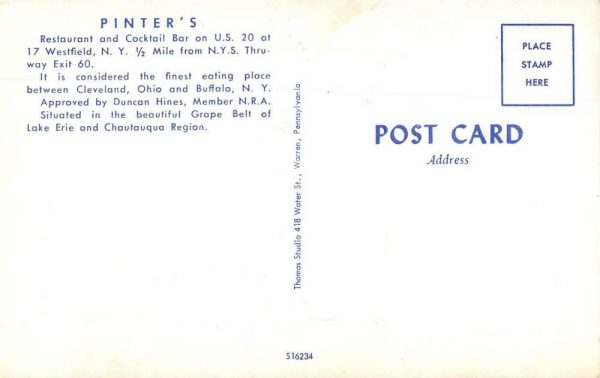 PINTER'S
Restaurant and Cocktail Bar on U.S. 20 at
17 Westfield, N. Y. ½ Mile from N.Y.S. Thru-
way Exit 60.
It is considered the finest eating place
between Cleveland, Ohio and Buffalo, N. Y.
Approved by Duncan Hines, Member N.R.A.
Situated in the beautiful Grape Belt of
Lake Erie and Chautauqua Region.
Thomas Studio 418 Water St., Warren, Pennsylvania
PLACE
STAMP
HERE
POST CARD
Address
S16234